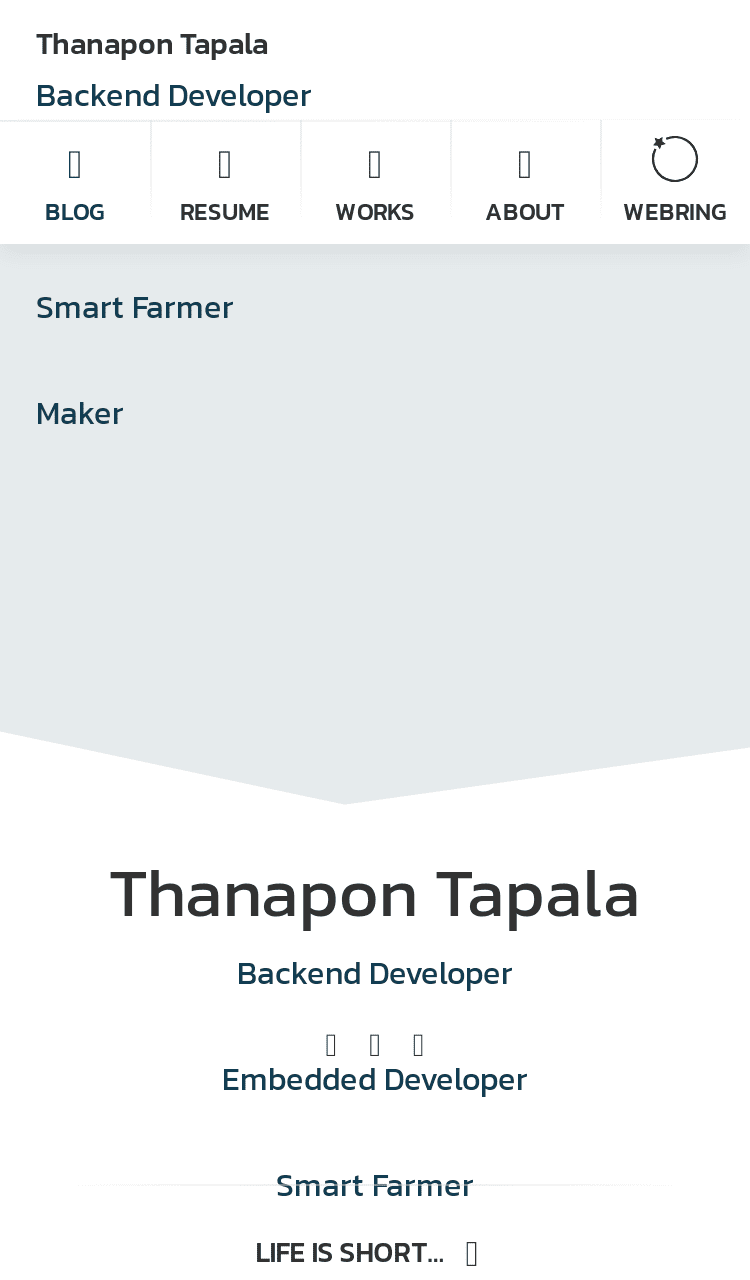 Thanapon Tapala
Backend Developer
BLOG
RESUME
WORKS
ABOUT
WEBRING
Smart Farmer
Maker
Thanapon Tapala
Backend Developer
Embedded Developer
Smart Farmer
LIFE IS SHORT...